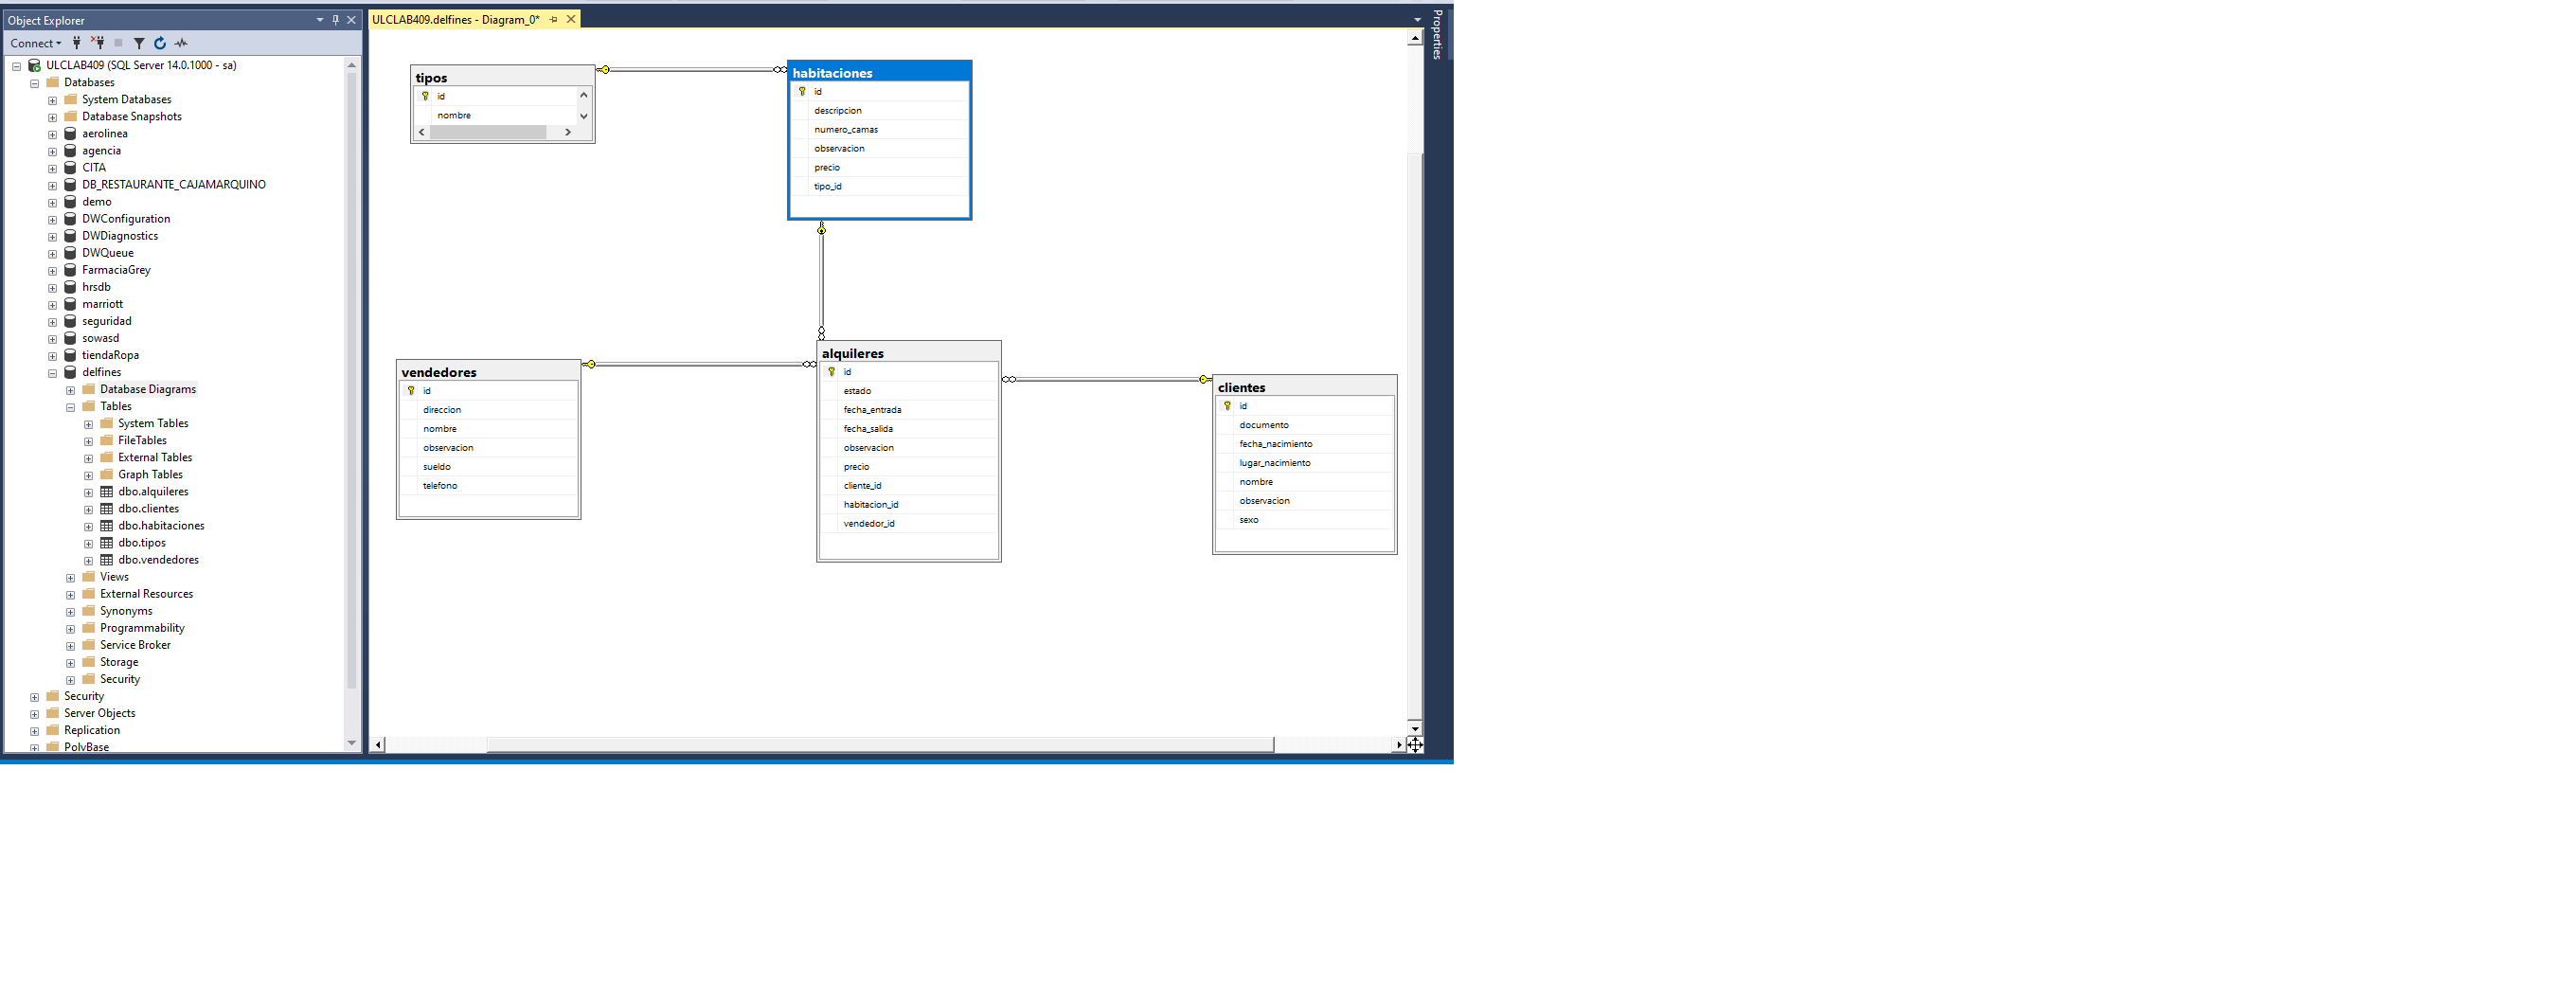 Object Explorer
Connect
ULCLAB409 (SQL Server 14.0.1000 - sa)
Databases
System Databases
Database Snapshots
aerolinea
agencia
CITA
DB_RESTAURANTE_CAJAMARQUINO
demo
DWConfiguration
DWDiagnostics
DWQueue
FarmaciaGrey
hrsdb
marriott
seguridad
sowasd
tiendaRopa
delfines
Database Diagrams
Tables
System Tables
FileTables
External Tables
Graph Tables
dbo.alquileres
dbo.clientes
dbo.habitaciones
dbo.tipos
dbo.vendedores
Views
External Resources
Synonyms
Programmability
Service Broker
Storage
Security
Security
Server Objects
Replication
PolyBase
ULCLAB409.delfines - Diagram_0*
tipos
id
nombre
habitaciones
id
descripcion
numero_camas
observacion
precio
tipo_id
vendedores
id
direccion
nombre
observacion
sueldo
telefono
alquileres
id
estado
fecha_entrada
fecha_salida
observacion
precio
cliente_id
habitacion_id
vendedor_id
clientes
id
documento
fecha_nacimiento
lugar_nacimiento
nombre
observacion
sexo
Properties